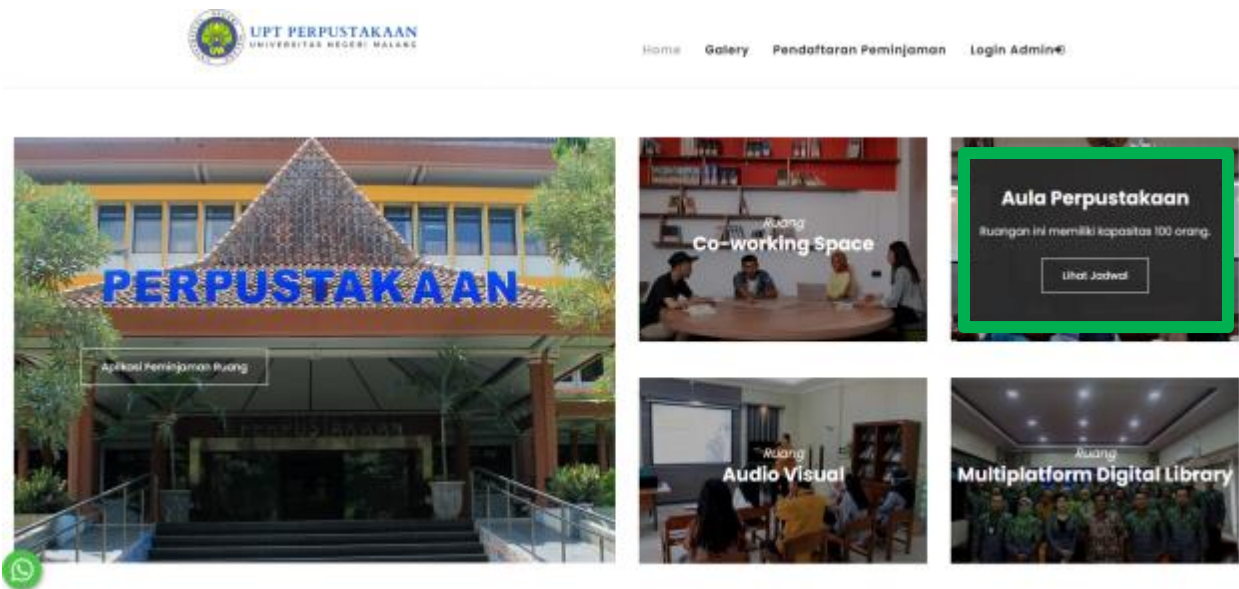 UPT PERPUSTAKAAN
UNIVERSITAS NEGERI MALANG
Home Galery Pendaftaran Peminjaman Login Admin
PERPUSTAKAAN
Aplikasi Peminjaman Ruang
PERPUSTAKAAN
Ruang
Co-working Space
Aula Perpustakaan
Ruangan ini memiliki kapasitas 100 orang.
Lihat Jadwal
Ruang
Audio Visual
Ruang
Multiplatform Digital Library